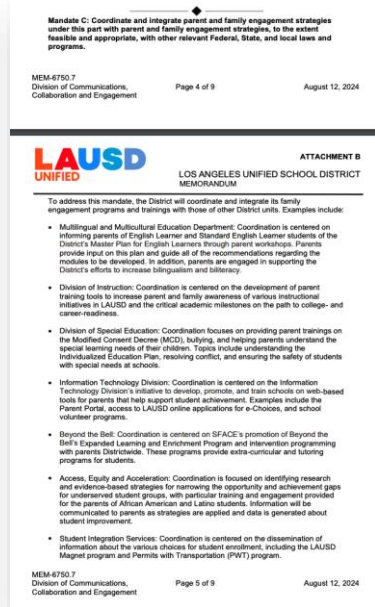 Mandate C: Coordinate and integrate parent and family engagement strategies
under this part with parent and family engagement strategies, to the extent
feasible and appropriate, with other relevant Federal, State, and local laws and
programs.
MEM-6750.7
Division of Communications,
Collaboration and Engagement
Page 4 of 9
August 12, 2024
LAUSD
UNIFIED
ATTACHMENT B
LOS ANGELES UNIFIED SCHOOL DISTRICT
MEMORANDUM
To address this mandate, the District will coordinate and integrate its family
engagement programs and trainings with those of other District units. Examples include:
• Multilingual and Multicultural Education Department: Coordination is centered on
informing parents of English Learner and Standard English Learner students of the
District's Master Plan for English Learners through parent workshops. Parents
provide input on this plan and guide all of the recommendations regarding the
modules to be developed. In addition, parents are engaged in supporting the
District's efforts to increase bilingualism and biliteracy.
• Division of Instruction: Coordination is centered on the development of parent
training tools to increase parent and family awareness of various instructional
initiatives in LAUSD and the critical academic milestones on the path to college- and
career-readiness.
• Division of Special Education: Coordination focuses on providing parent trainings on
the Modified Consent Decree (MCD), bullying, and helping parents understand the
special learning needs of their children. Topics include understanding the
Individualized Education Plan, resolving conflict, and ensuring the safety of students
with special needs at schools.
• Information Technology Division: Coordination is centered on the Information
Technology Division's initiative to develop, promote, and train schools on web-based
tools for parents that help support student achievement. Examples include the
Parent Portal, access to LAUSD online applications for e-Choices, and school
volunteer programs.
• Beyond the Bell: Coordination is centered on SFACE's promotion of Beyond the
Bell's Expanded Learning and Enrichment Program and intervention programming
with parents Districtwide. These programs provide extra-curricular and tutoring
programs for students.
• Access, Equity and Acceleration: Coordination is focused on identifying research
and evidence-based strategies for narrowing the opportunity and achievement gaps
for underserved student groups, with particular training and engagement provided
for the parents of African American and Latino students. Information will be
communicated to parents as strategies are applied and data is generated about
student improvement.
• Student Integration Services: Coordination is centered on the dissemination of
information about the various choices for student enrollment, including the LAUSD
Magnet program and Permits with Transportation (PWT) program.
MEM-6750.7
Division of Communications,
Collaboration and Engagement
Page 5 of 9
August 12, 2024